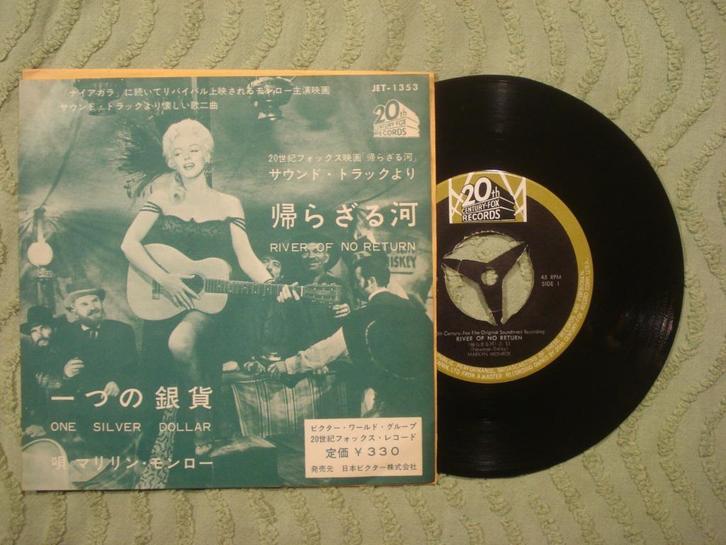 JET-1353
「ナイアガラ」に続いてリバイバル上映されるモンロー主演映画
サウンド・トラックより懐しい歌二曲
20th
CENTURY-FOX
RECORDS
20世紀フォックス映画「帰らざる河」
サウンド・トラックより
帰らざる河
RIVER OF NO RETURN
一つの銀貨
ONE SILVER DOLLAR
唄 マリリン・モンロー
ビクター・ワールド・グループ
20世紀フォックス・レコード
定価 ¥330
発売元 日本ビクター株式会社
20th
CENTURY-FOX
RECORDS
45 RPM
SIDE 1
Century-Fox Film Original Soundtrack Recording
RIVER OF NO RETURN
MARILYN MONROE